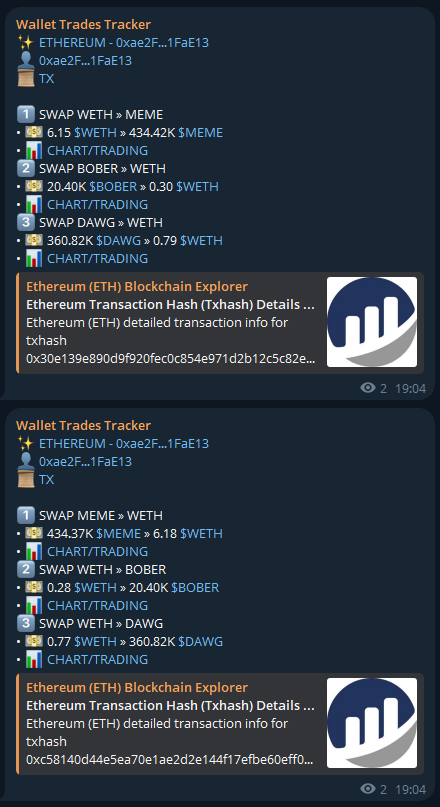 Wallet Trades Tracker
✨ ETHEREUM - 0xae2F...1FaE13
👤 0xae2F...1FaE13
TX
1 SWAP WETH » MEME
• 💵 6.15 $WETH » 434.42K $MEME
• 📊 CHART/TRADING
2 SWAP BOBER » WETH
• 💵 20.40K $BOBER » 0.30 $WETH
• 📊 CHART/TRADING
3 SWAP DAWG » WETH
• 💵 360.82K $DAWG » 0.79 $WETH
• 📊 CHART/TRADING
Ethereum (ETH) Blockchain Explorer
Ethereum Transaction Hash (Txhash) Details ...
Ethereum (ETH) detailed transaction info for
txhash
0x30e139e890d9f920fec0c854e971d2b12c5c82e...
2 19:04
Wallet Trades Tracker
✨ ETHEREUM - 0xae2F...1FaE13
👤 0xae2F...1FaE13
TX
1 SWAP MEME » WETH
• 💵 434.37K $MEME » 6.18 $WETH
• 📊 CHART/TRADING
2 SWAP WETH » BOBER
• 💵 0.28 $WETH » 20.40K $BOBER
• 📊 CHART/TRADING
3 SWAP WETH » DAWG
• 💵 0.77 $WETH » 360.82K $DAWG
• 📊 CHART/TRADING
Ethereum (ETH) Blockchain Explorer
Ethereum Transaction Hash (Txhash) Details ...
Ethereum (ETH) detailed transaction info for
txhash
0xc58140d44e5ea70e1ae2d2e144f17efbe60eff0...
2 19:04